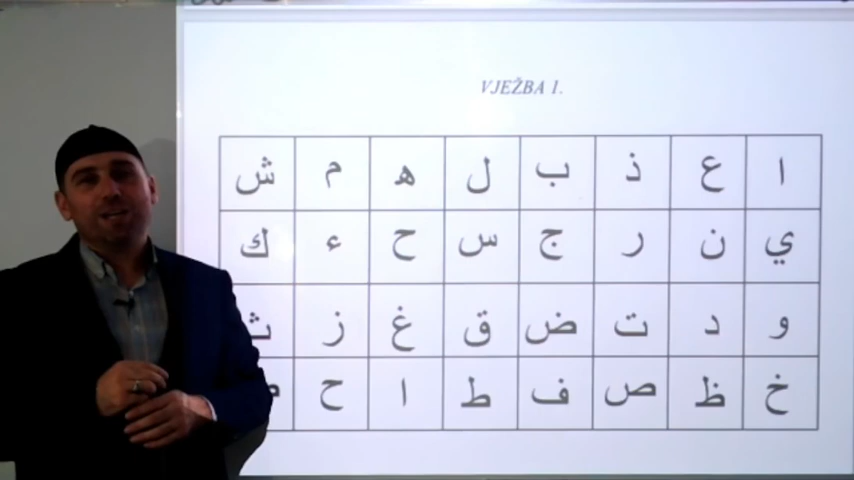 VJEŽBA 1.
ا ع ذ ب ل ه م ش
ي ن ر ج س ح ء ك
و د ت ض ق غ ز ث
خ ظ ص ف ط ا ح